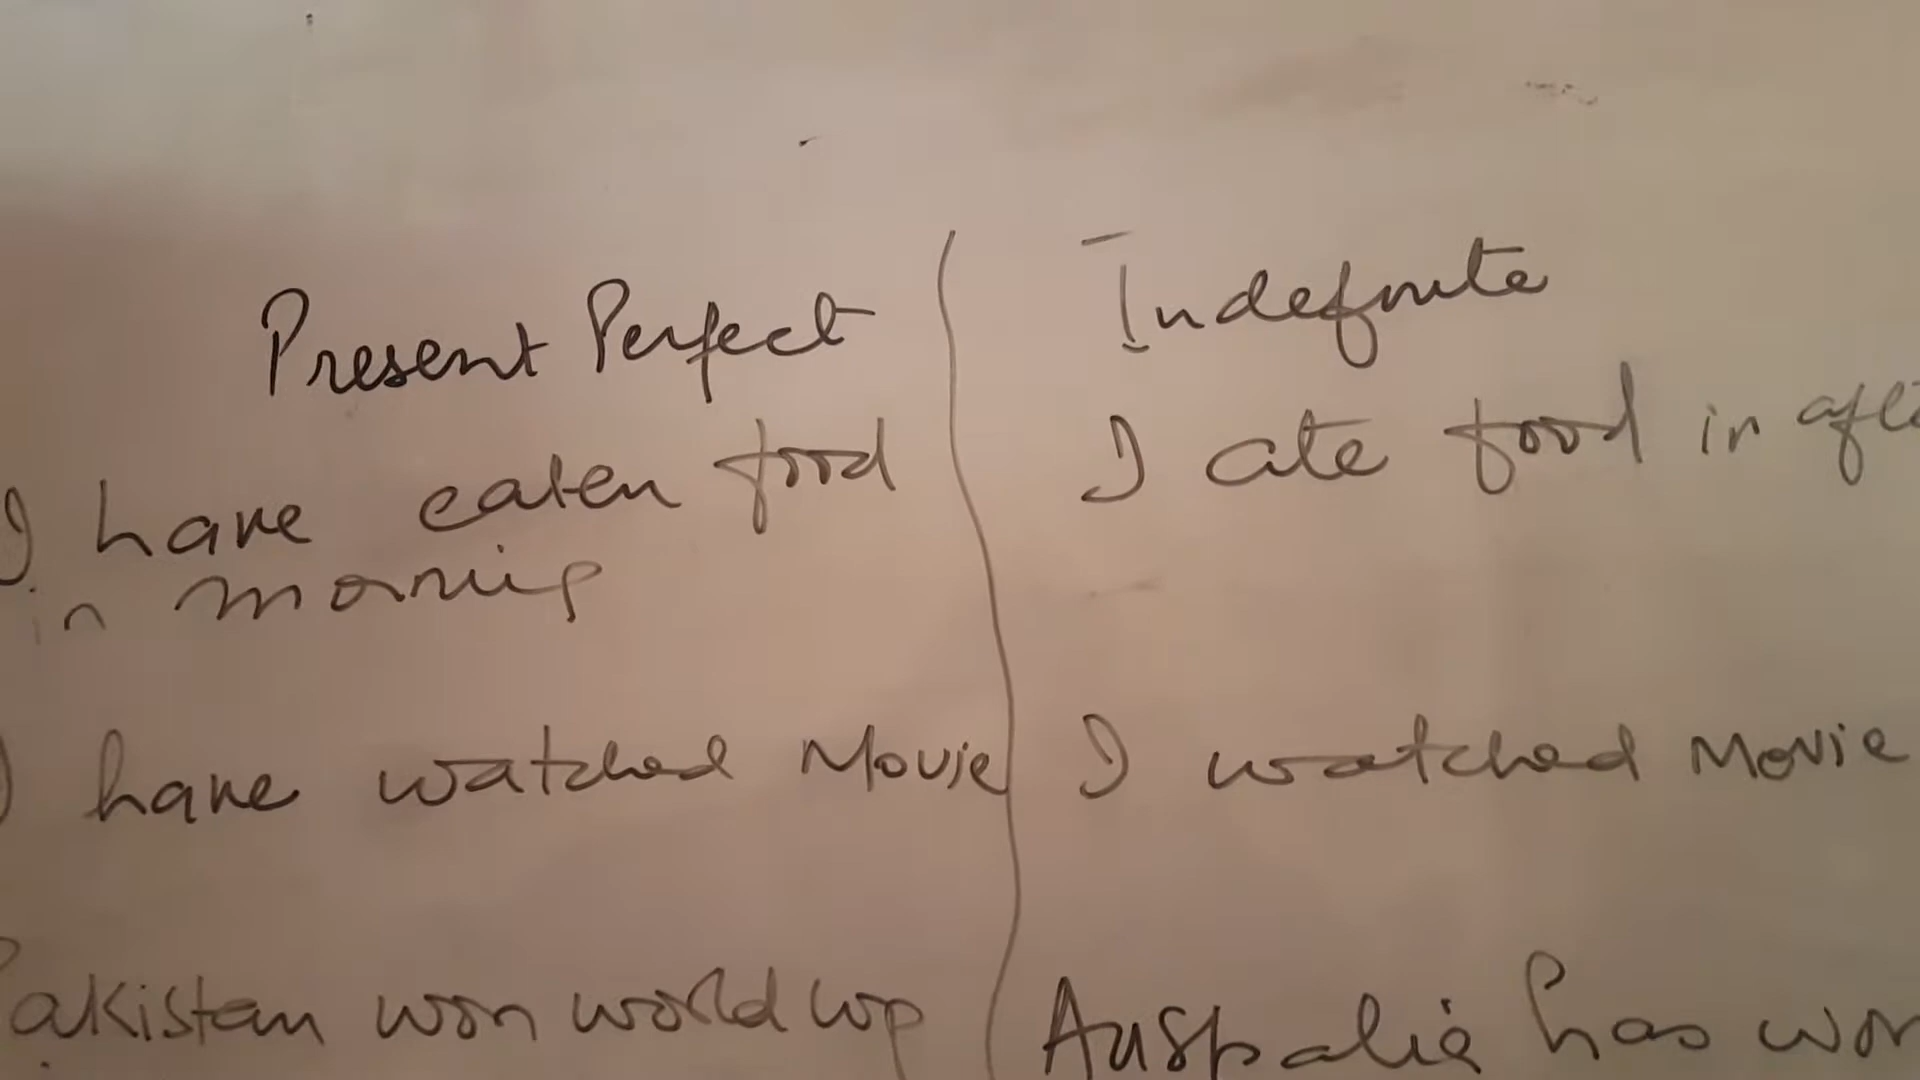 Present Perfect
I have eaten food
in morning
I have watched Movie
Pakistan won world cup
Indefinite
I ate food in
I watched Movie
Australia has won